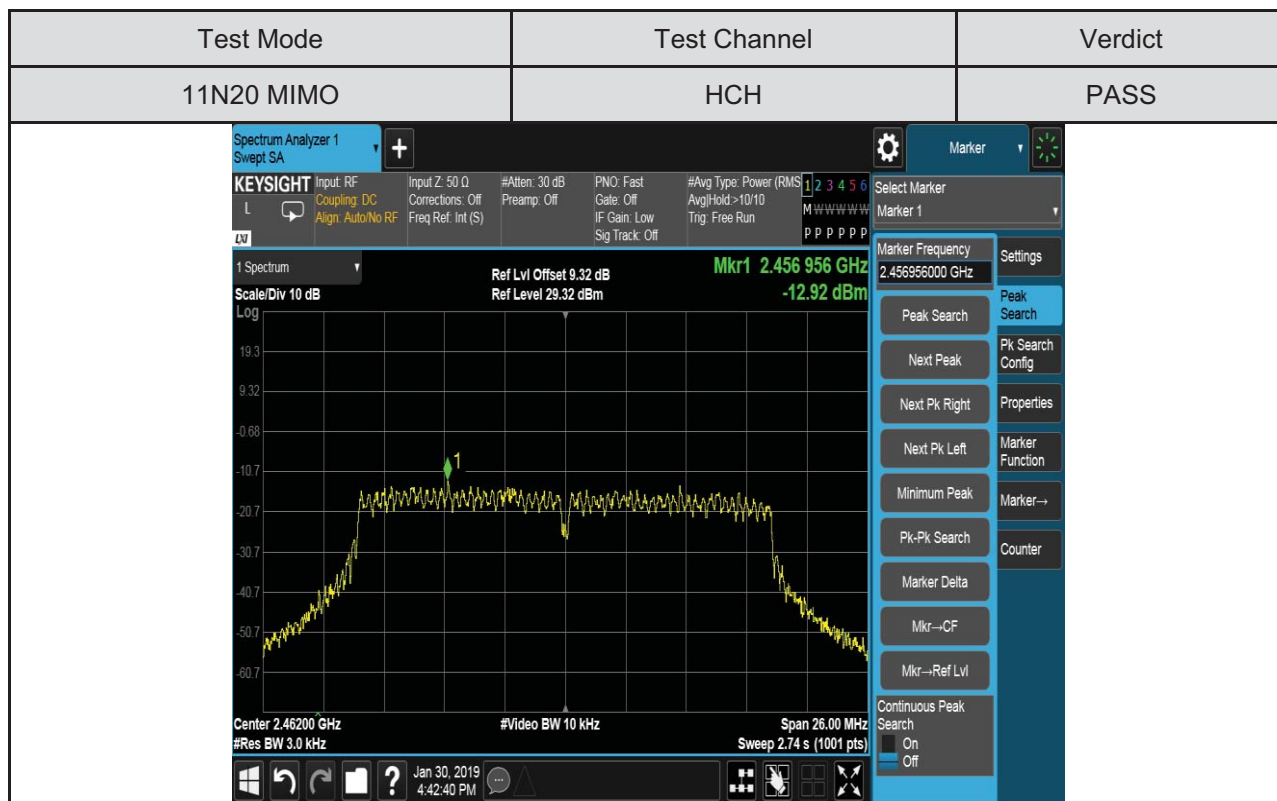 Test Mode Test Channel Verdict
11N20 MIMO HCH PASS
Spectrum Analyzer 1
Swept SA
+
Marker
KEYSIGHT Input: RF Input Z: 50 Ω #Atten: 30 dB PNO: Fast #Avg Type: Power (RMS 1 2 3 4 5 6
L Coupling: DC Corrections: Off Preamp: Off Gate: Off Avg|Hold:>10/10 M W W W W W
Align: Auto/No RF Freq Ref: Int (S) IF Gain: Low Trig: Free Run
LXI Sig Track: Off P P P P P P
Select Marker
Marker 1
1 Spectrum Ref Lvl Offset 9.32 dB Mkr1 2.456 956 GHz
Scale/Div 10 dB Ref Level 29.32 dBm -12.92 dBm
Log
19.3
9.32
-0.68
-10.7
-20.7
-30.7
-40.7
-50.7
-60.7
1
Center 2.46200 GHz #Video BW 10 kHz Span 26.00 MHz
#Res BW 3.0 kHz Sweep 2.74 s (1001 pts)
Marker Frequency
2.456956000 GHz
Peak Search
Next Peak
Next Pk Right
Next Pk Left
Minimum Peak
Pk-Pk Search
Marker Delta
Mkr→CF
Mkr→Ref Lvl
Continuous Peak
Search
On
Off
Settings
Peak
Search
Pk Search
Config
Properties
Marker
Function
Marker→
Counter
? Jan 30, 2019
4:42:40 PM